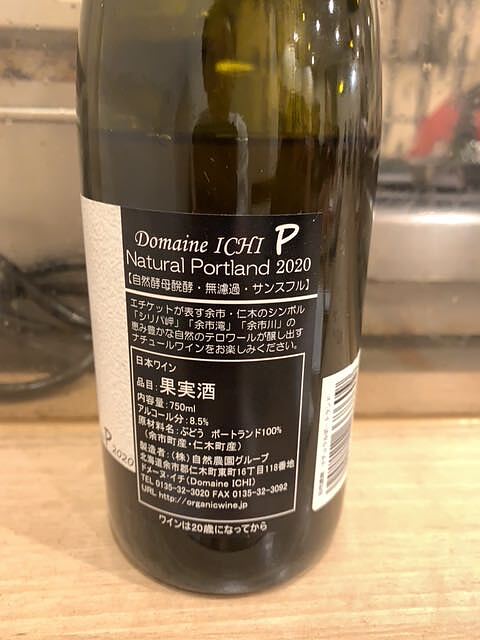 Domaine ICHI P
Natural Portland 2020
【自然酵母醗酵・無濾過・サンスフル】
エチケットが表す余市・仁木のシンボル
「シリパ岬」「余市湾」「余市川」の
恵み豊かな自然のテロワールが醸し出す
ナチュールワインをお楽しみください。
日本ワイン
品目:果実酒
内容量:750ml
アルコール分:8.5%
原材料名:ぶどう ポートランド100%
(余市町産・仁木町産)
製造者:(株)自然農園グループ
北海道余市郡仁木町東町16丁目118番地
ドメーヌ・イチ(Domaine ICHI)
TEL 0135-32-3020 FAX 0135-32-3092
URL http://organicwine.jp
ワインは20歳になってから
P 2020